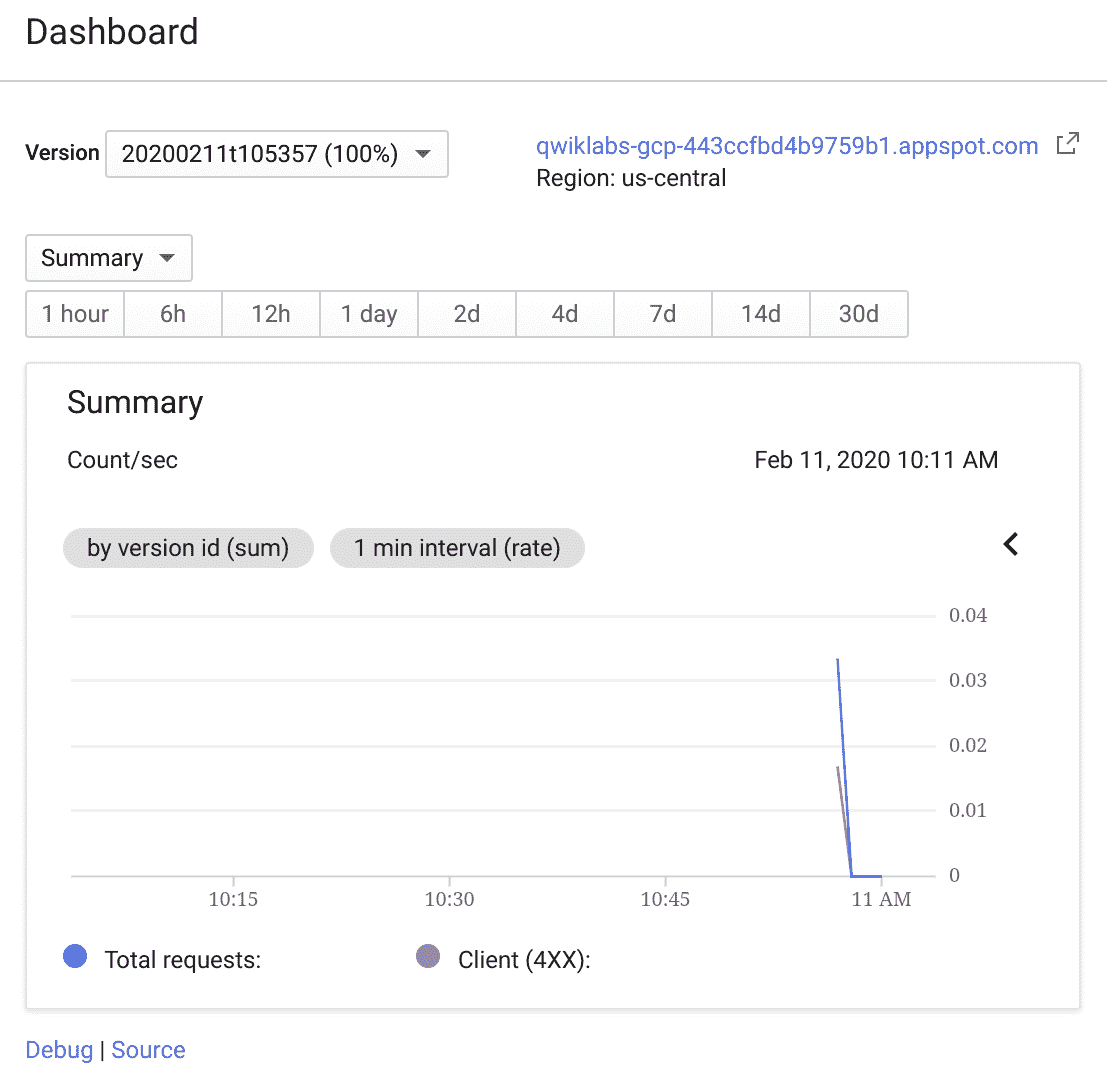 Dashboard
Version 20200211t105357 (100%)
qwiklabs-gcp-443ccfbd4b9759b1.appspot.com
Region: us-central
Summary
1 hour 6h 12h 1 day 2d 4d 7d 14d 30d
Summary
Count/sec Feb 11, 2020 10:11 AM
by version id (sum) 1 min interval (rate)
0.04
0.03
0.02
0.01
0
10:15 10:30 10:45 11 AM
Total requests: Client (4XX):
Debug | Source